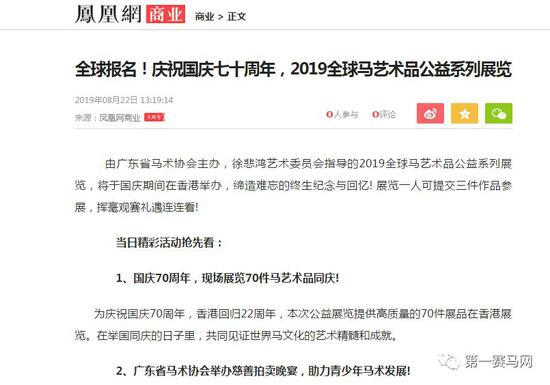 鳳凰網 商业 商业 > 正文
全球报名！庆祝国庆七十周年，2019全球马艺术品公益系列展览
2019年08月22日 13:19:14
来源：凤凰网商业 大风号
0人参与 0评论
由广东省马术协会主办，徐悲鸿艺术委员会指导的2019全球马艺术品公益系列展
览，将于国庆期间在香港举办，缔造难忘的终生纪念与回忆! 展览一人可提交三件作品参
展，挥毫观赛礼遇连连看!
当日精彩活动抢先看：
1、国庆70周年，现场展览70件马艺术品同庆!
为庆祝国庆70周年，香港回归22周年，本次公益展览提供高质量的70件展品在香港展
览。在举国同庆的日子里，共同见证世界马文化的艺术精髓和成就。
2、广东省马术协会举办慈善拍卖晚宴，助力青少年马术发展!
第一赛马网